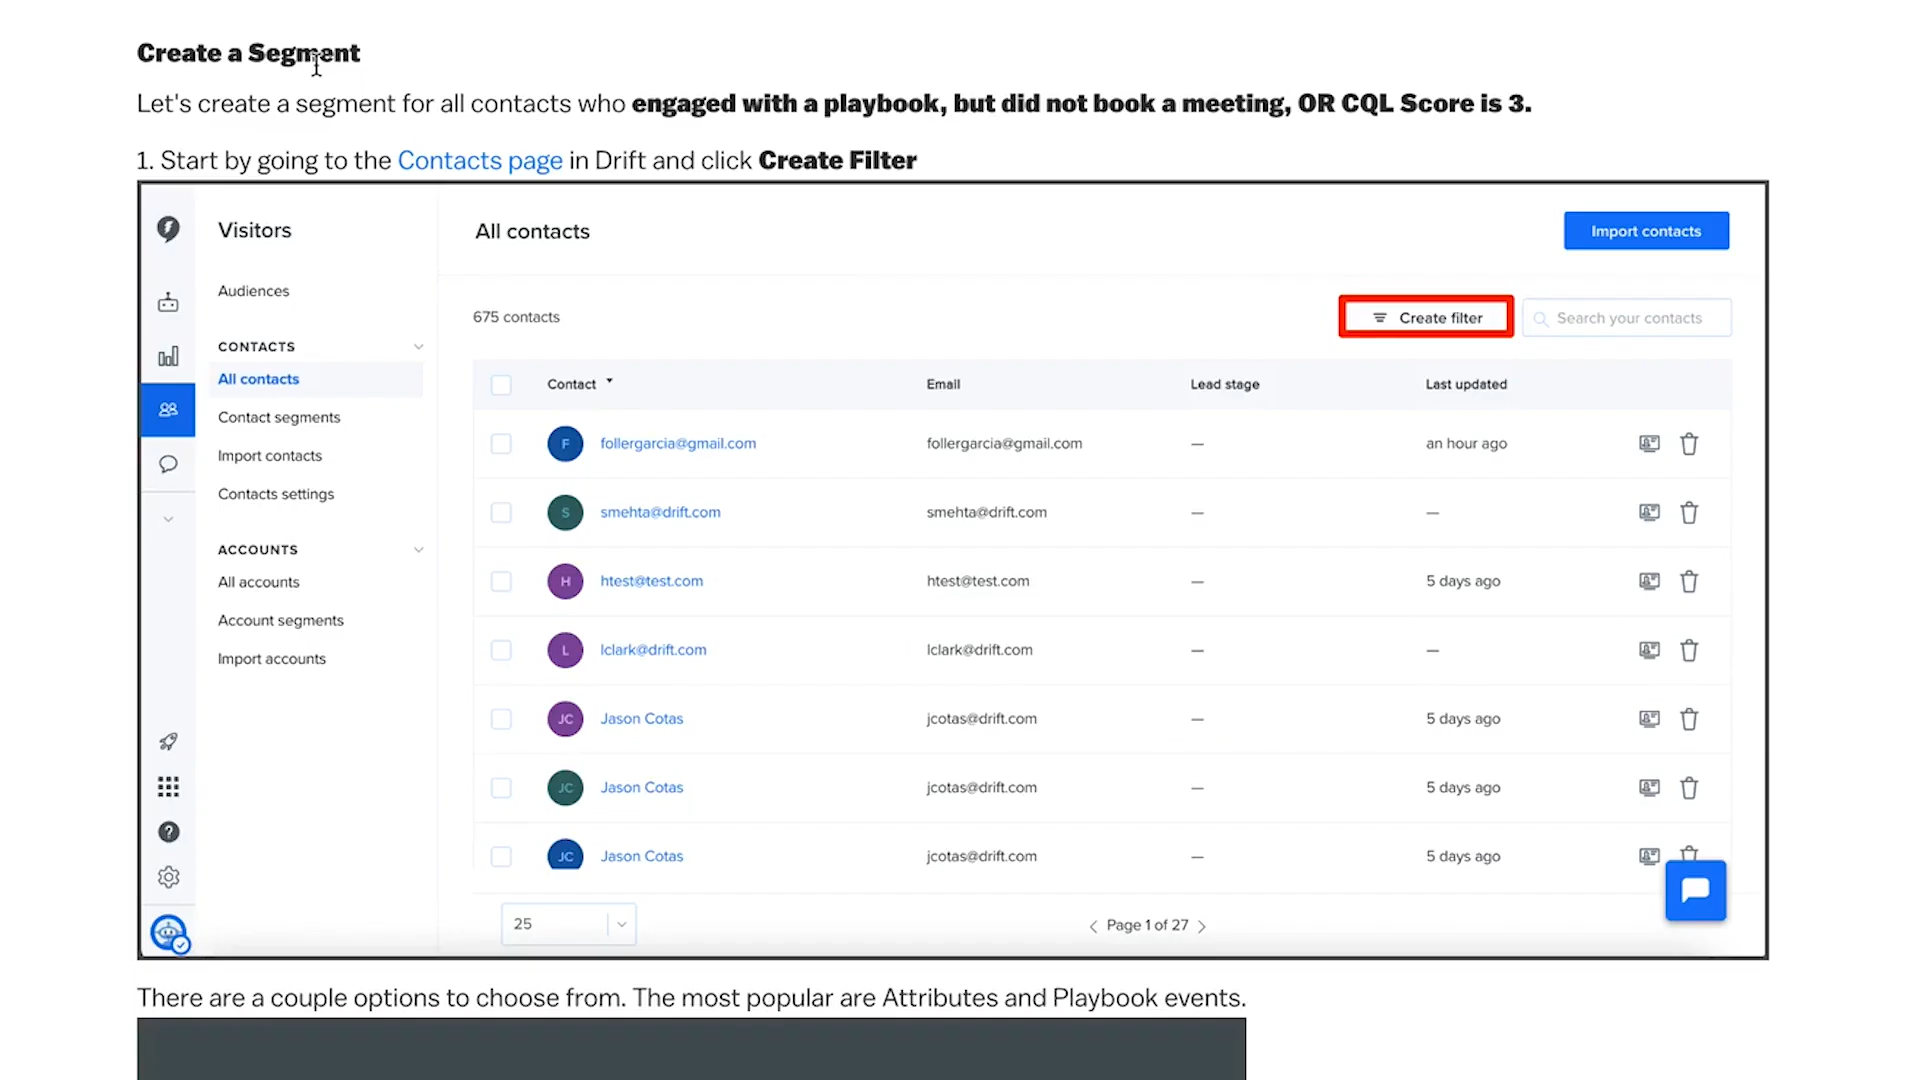 Create a Segment
Let's create a segment for all contacts who engaged with a playbook, but did not book a meeting, OR CQL Score is 3.
1. Start by going to the Contacts page in Drift and click Create Filter
Visitors
All contacts
Import contacts
Audiences
675 contacts
Create filter
Search your contacts
CONTACTS
All contacts
Contact segments
Import contacts
Contacts settings
ACCOUNTS
All accounts
Account segments
Import accounts
Contact Email Lead stage Last updated
F follergarcia@gmail.com follergarcia@gmail.com — an hour ago
S smehta@drift.com smehta@drift.com — —
H htest@test.com htest@test.com — 5 days ago
L lclark@drift.com lclark@drift.com — —
JC Jason Cotas jcotas@drift.com — 5 days ago
JC Jason Cotas jcotas@drift.com — 5 days ago
JC Jason Cotas jcotas@drift.com — 5 days ago
25
Page 1 of 27
There are a couple options to choose from. The most popular are Attributes and Playbook events.